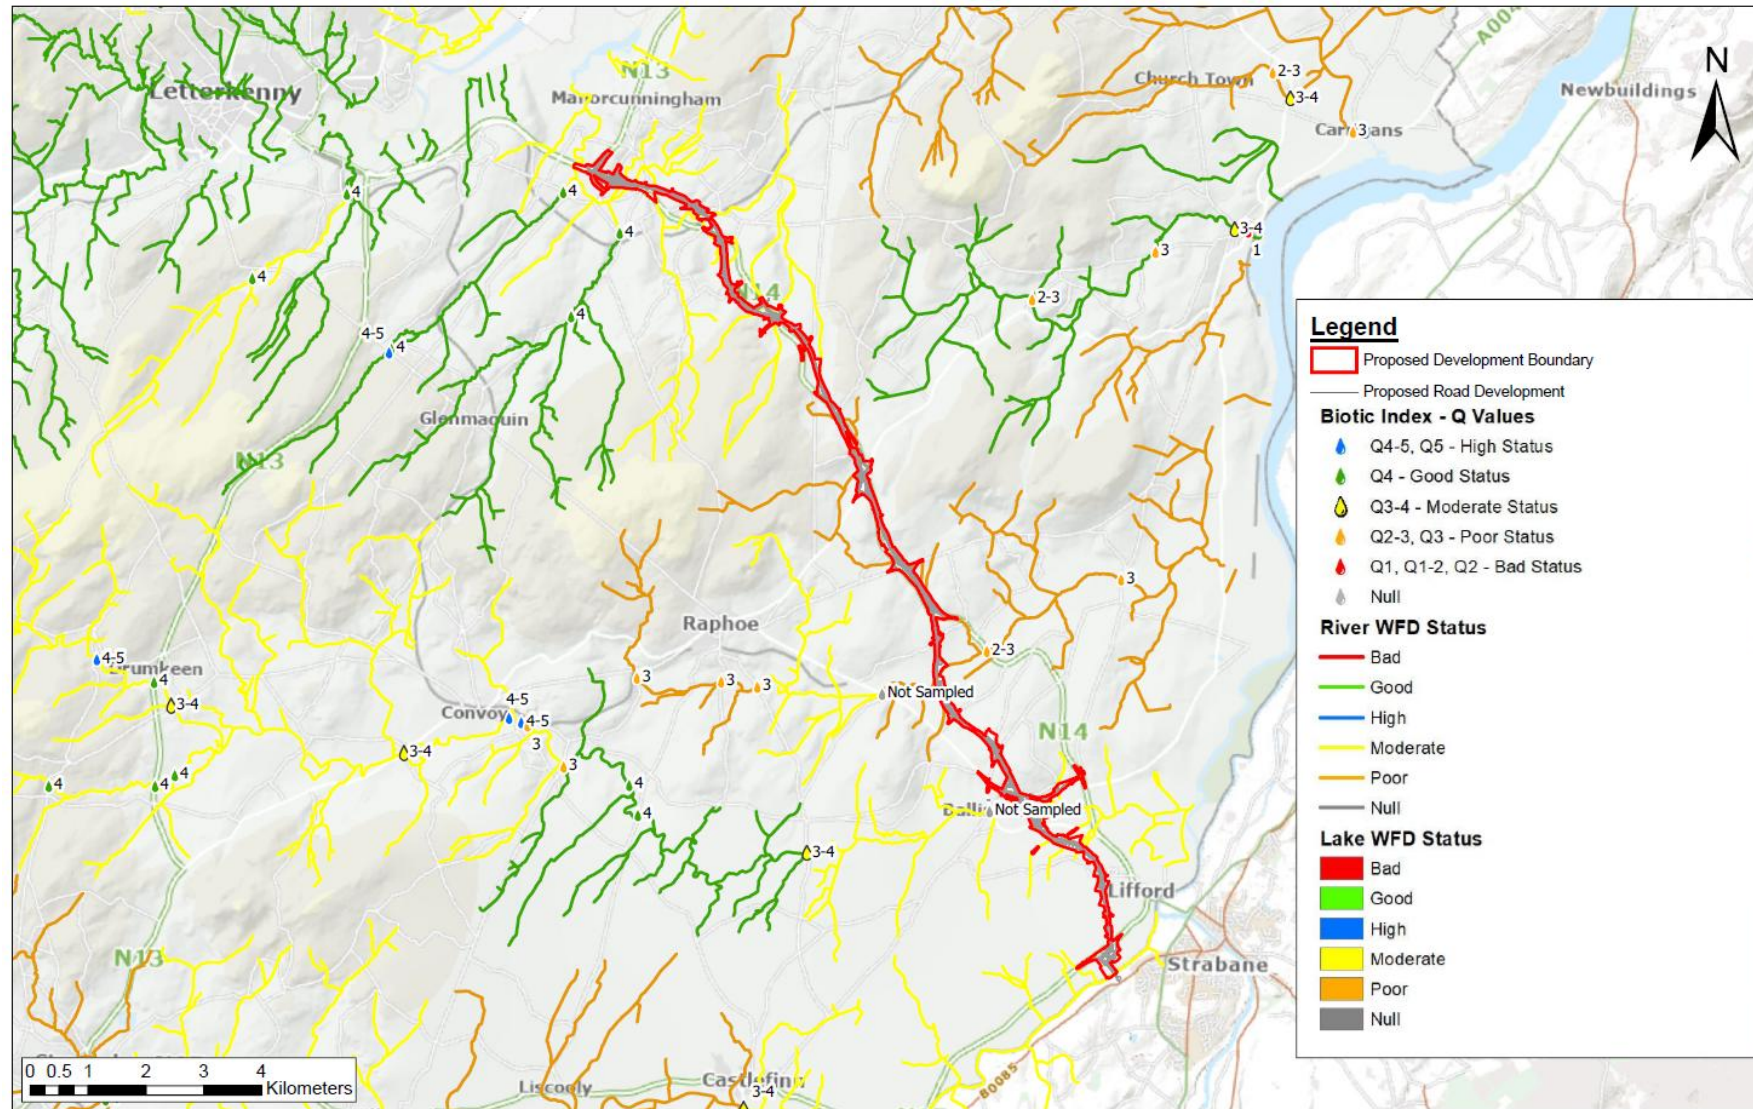 N
A004
N13
Church Town
2-3
3-4
Newbuildings
Letterkenny
Manorcunningham
3
4
4
4
3-4
1
3
4
2-3
N14
4
4-5
4
Glenmaquin
N13
3
Raphoe
2-3
4-5
Drumkeen
4
3
3
3
Not Sampled
3-4
4-5
Convoy
4-5
3
N14
3-4
4
4
4
4
Not Sampled
3-4
Lifford
N13
Strabane
Liscooly
Castlefinn
3-4
B0085
0 0.5 1 2 3 4
Kilometers
Legend
Proposed Development Boundary
Proposed Road Development
Biotic Index - Q Values
Q4-5, Q5 - High Status
Q4 - Good Status
Q3-4 - Moderate Status
Q2-3, Q3 - Poor Status
Q1, Q1-2, Q2 - Bad Status
Null
River WFD Status
Bad
Good
High
Moderate
Poor
Null
Lake WFD Status
Bad
Good
High
Moderate
Poor
Null